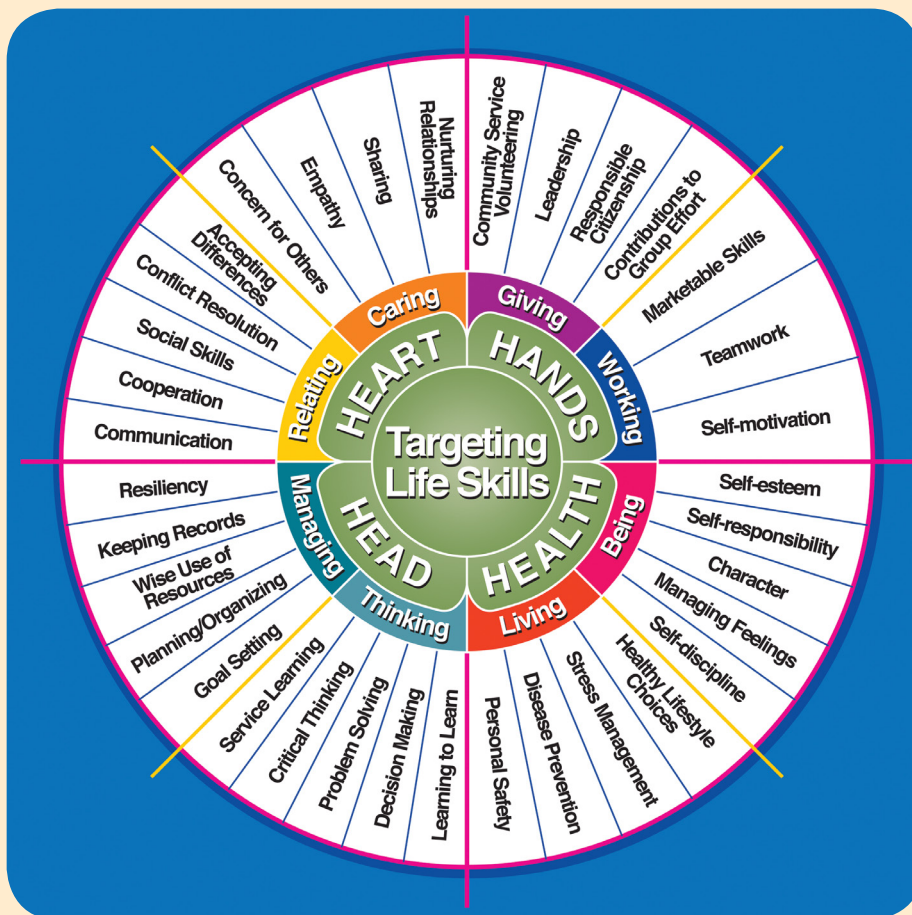 Targeting
Life Skills
HEART
HANDS
HEALTH
HEAD
Caring
Giving
Working
Being
Living
Thinking
Managing
Relating
Community Service
Volunteering
Leadership
Responsible
Citizenship
Contributions to
Group Effort
Marketable Skills
Teamwork
Self-motivation
Self-esteem
Self-responsibility
Character
Managing Feelings
Self-discipline
Healthy Lifestyle
Choices
Stress Management
Disease Prevention
Personal Safety
Learning to Learn
Decision Making
Problem Solving
Critical Thinking
Service Learning
Goal Setting
Planning/Organizing
Wise Use of
Resources
Keeping Records
Resiliency
Communication
Cooperation
Social Skills
Conflict Resolution
Accepting
Differences
Concern for Others
Empathy
Sharing
Nurturing
Relationships